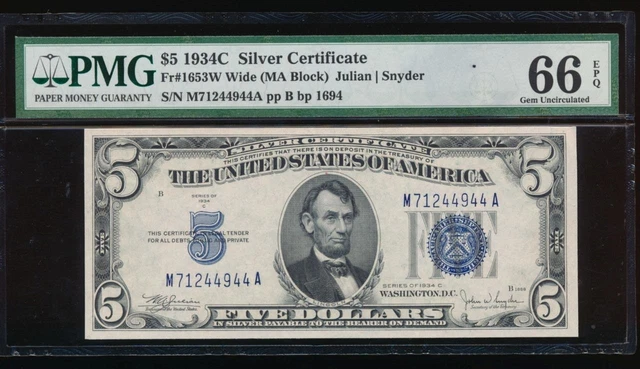 PMG
PAPER MONEY GUARANTY
$5 1934C Silver Certificate
Fr#1653W Wide (MA Block) Julian | Snyder
S/N M71244944A pp B bp 1694
66 EPQ
Gem Uncirculated
5
SILVER CERTIFICATE
5
THIS CERTIFIES THAT THERE IS ON DEPOSIT IN THE TREASURY OF
THE UNITED STATES OF AMERICA
B
SERIES OF
1934
C
M71244944A
5
FIVE
THIS CERTIFICATE LEGAL TENDER
FOR ALL DEBTS PUBLIC AND PRIVATE
M71244944A
SERIES OF 1934 C
WASHINGTON, D.C.
B
John W. Snyder
5
FIVE DOLLARS
5
IN SILVER PAYABLE TO THE BEARER ON DEMAND